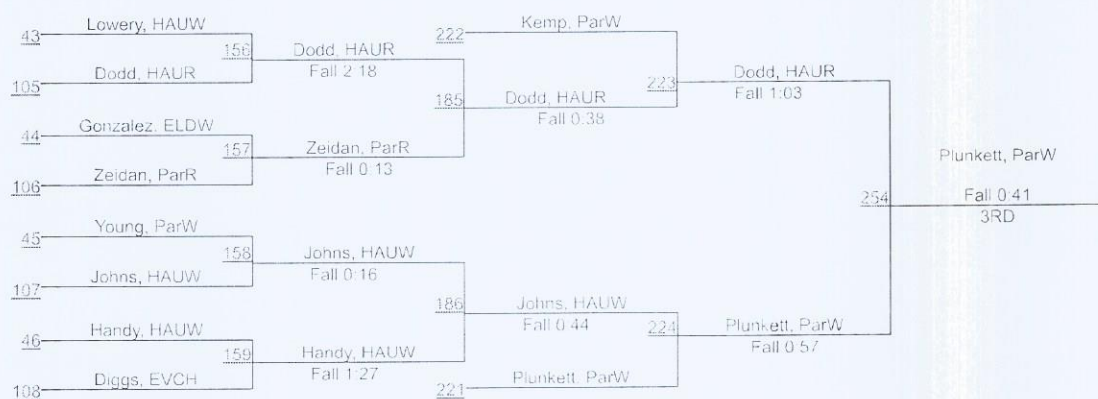 Lowery, HAUW
43
156
Dodd, HAUR
Fall 2:18
Dodd, HAUR
105
185
Dodd, HAUR
Fall 0:38
Gonzalez, ELDW
44
157
Zeidan, ParR
Fall 0:13
Zeidan, ParR
106
Kemp, ParW
222
223
Dodd, HAUR
Fall 1:03
254
Plunkett, ParW
Fall 0:41
3RD
Young, ParW
45
158
Johns, HAUW
Fall 0:16
Johns, HAUW
107
186
Johns, HAUW
Fall 0:44
Handy, HAUW
46
159
Handy, HAUW
Fall 1:27
Diggs, EVCH
108
224
Plunkett, ParW
Fall 0:57
Plunkett, ParW
221